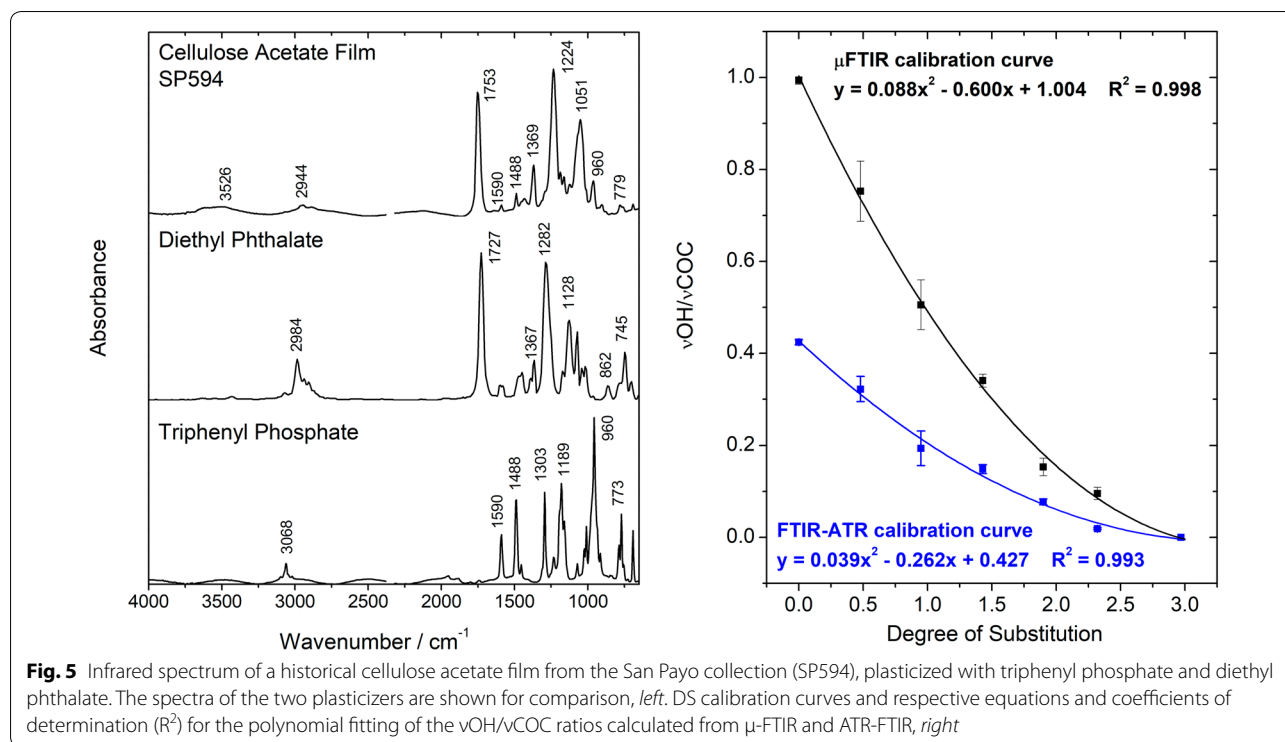 Cellulose Acetate Film
SP594
3526
2944
1753
1590
1488
1369
1224
1051
960
779
Diethyl Phthalate
2984
1727
1367
1282
1128
862
745
Triphenyl Phosphate
3068
1590
1488
1303
1189
960
773
Absorbance
4000 3500 3000 2500 2000 1500 1000
Wavenumber / cm⁻¹
μFTIR calibration curve
y = 0.088x² - 0.600x + 1.004 R² = 0.998
1.0
0.8
0.6
0.4
0.2
0.0
νOH/νCOC
FTIR-ATR calibration curve
y = 0.039x² - 0.262x + 0.427 R² = 0.993
0.0 0.5 1.0 1.5 2.0 2.5 3.0
Degree of Substitution
Fig. 5 Infrared spectrum of a historical cellulose acetate film from the San Payo collection (SP594), plasticized with triphenyl phosphate and diethyl
phthalate. The spectra of the two plasticizers are shown for comparison, left. DS calibration curves and respective equations and coefficients of
determination (R²) for the polynomial fitting of the νOH/νCOC ratios calculated from μ-FTIR and ATR-FTIR, right